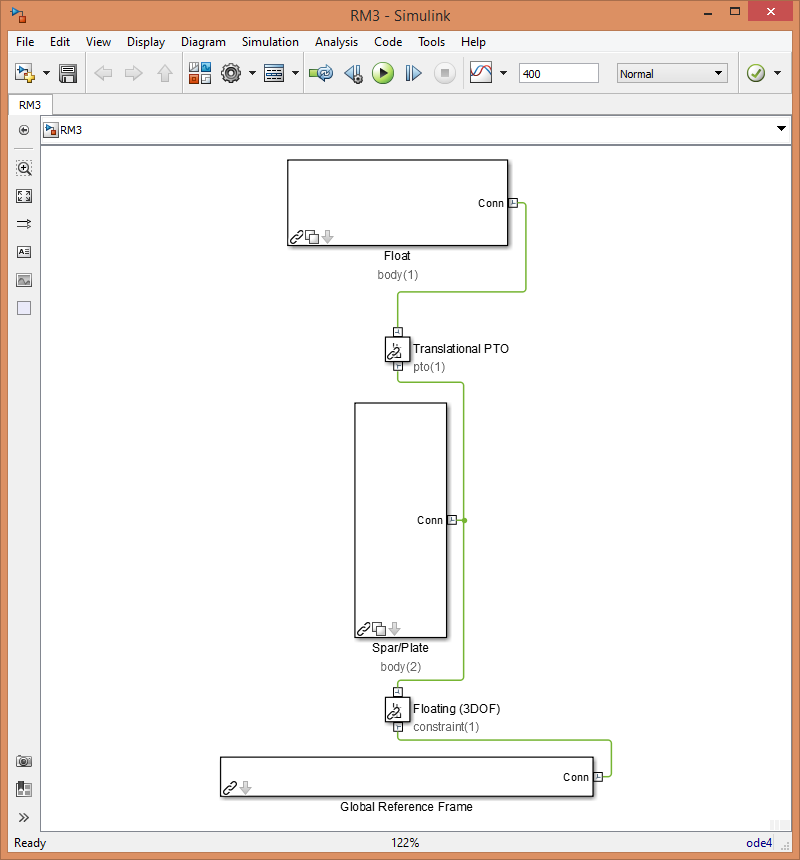 RM3 - Simulink
File Edit View Display Diagram Simulation Analysis Code Tools Help
400 Normal
RM3
RM3
Conn
Float
body(1)
Translational PTO
pto(1)
Conn
Spar/Plate
body(2)
Floating (3DOF)
constraint(1)
Conn
Global Reference Frame
Ready 122% ode4